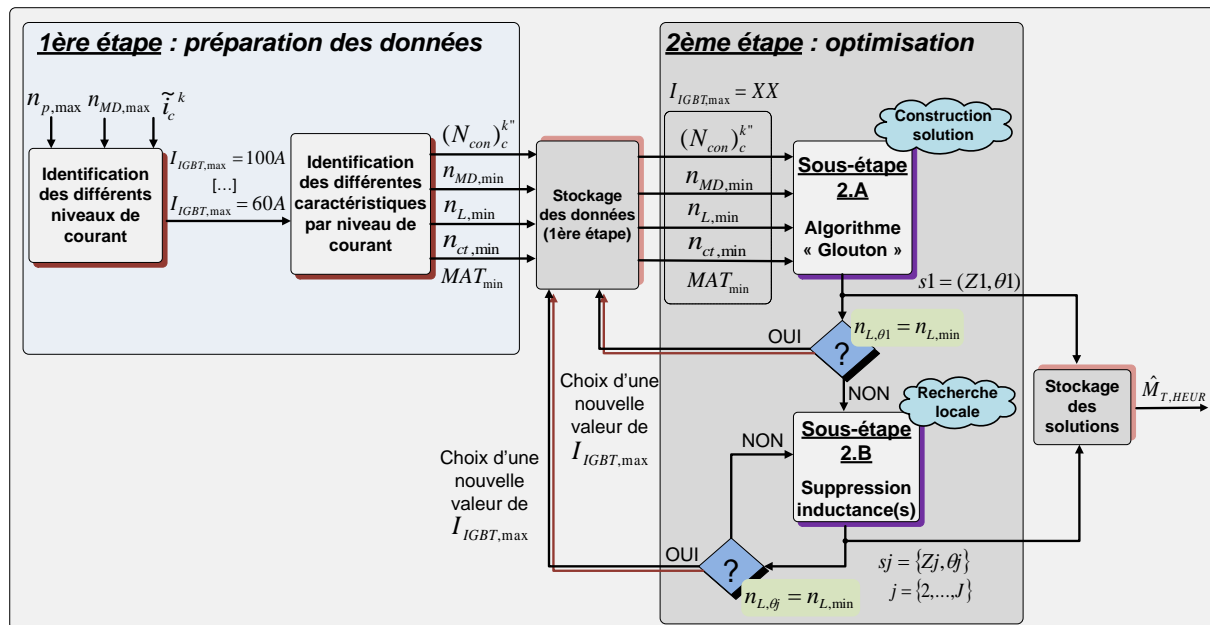 1ère étape : préparation des données
n_{p,max} n_{MD,max} ĩ_c^k
Identification
des différents
niveaux de
courant
I_{IGBT,max} = 100A
[…]
I_{IGBT,max} = 60A
Identification
des différentes
caractéristiques
par niveau de
courant
(N_{con})_c^{k"}
n_{MD,min}
n_{L,min}
n_{ct,min}
MAT_{min}
Stockage
des données
(1ère étape)
2ème étape : optimisation
I_{IGBT,max} = XX
(N_{con})_c^{k"}
n_{MD,min}
n_{L,min}
n_{ct,min}
MAT_{min}
Construction
solution
Sous-étape
2.A
Algorithme
« Glouton »
s1 = (Z1, θ1)
n_{L,θ1} = n_{L,min}
?
OUI
NON
Choix d'une
nouvelle
valeur de
I_{IGBT,max}
Recherche
locale
Sous-étape
2.B
Suppression
inductance(s)
NON
Choix d'une
nouvelle
valeur de
I_{IGBT,max}
OUI
?
n_{L,θj} = n_{L,min}
sj = {Zj, θj}
j = {2,...,J}
Stockage
des
solutions
M̂_{T,HEUR}